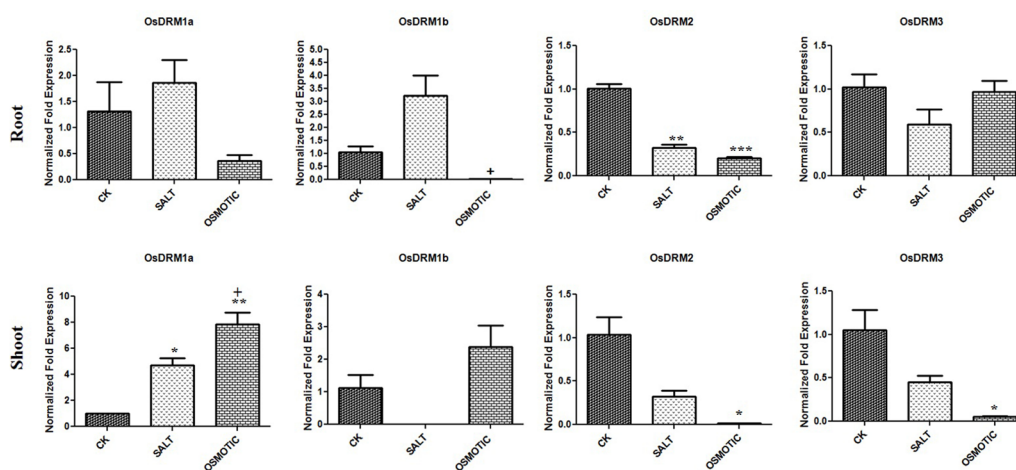 OsDRM1a
OsDRM1b
OsDRM2
OsDRM3
Root
Normalized Fold Expression
2.5
2.0
1.5
1.0
0.5
0.0
CK
SALT
OSMOTIC
Normalized Fold Expression
5.0
4.5
4.0
3.5
3.0
2.5
2.0
1.5
1.0
0.5
0.0
+
CK
SALT
OSMOTIC
Normalized Fold Expression
1.5
1.0
0.5
0.0
**
***
CK
SALT
OSMOTIC
Normalized Fold Expression
1.5
1.0
0.5
0.0
CK
SALT
OSMOTIC
OsDRM1a
OsDRM1b
OsDRM2
OsDRM3
Shoot
Normalized Fold Expression
10
8
6
4
2
0
*
+
**
CK
SALT
OSMOTIC
Normalized Fold Expression
4
3
2
1
0
CK
SALT
OSMOTIC
Normalized Fold Expression
1.5
1.0
0.5
0.0
*
CK
SALT
OSMOTIC
Normalized Fold Expression
1.5
1.0
0.5
0.0
*
CK
SALT
OSMOTIC